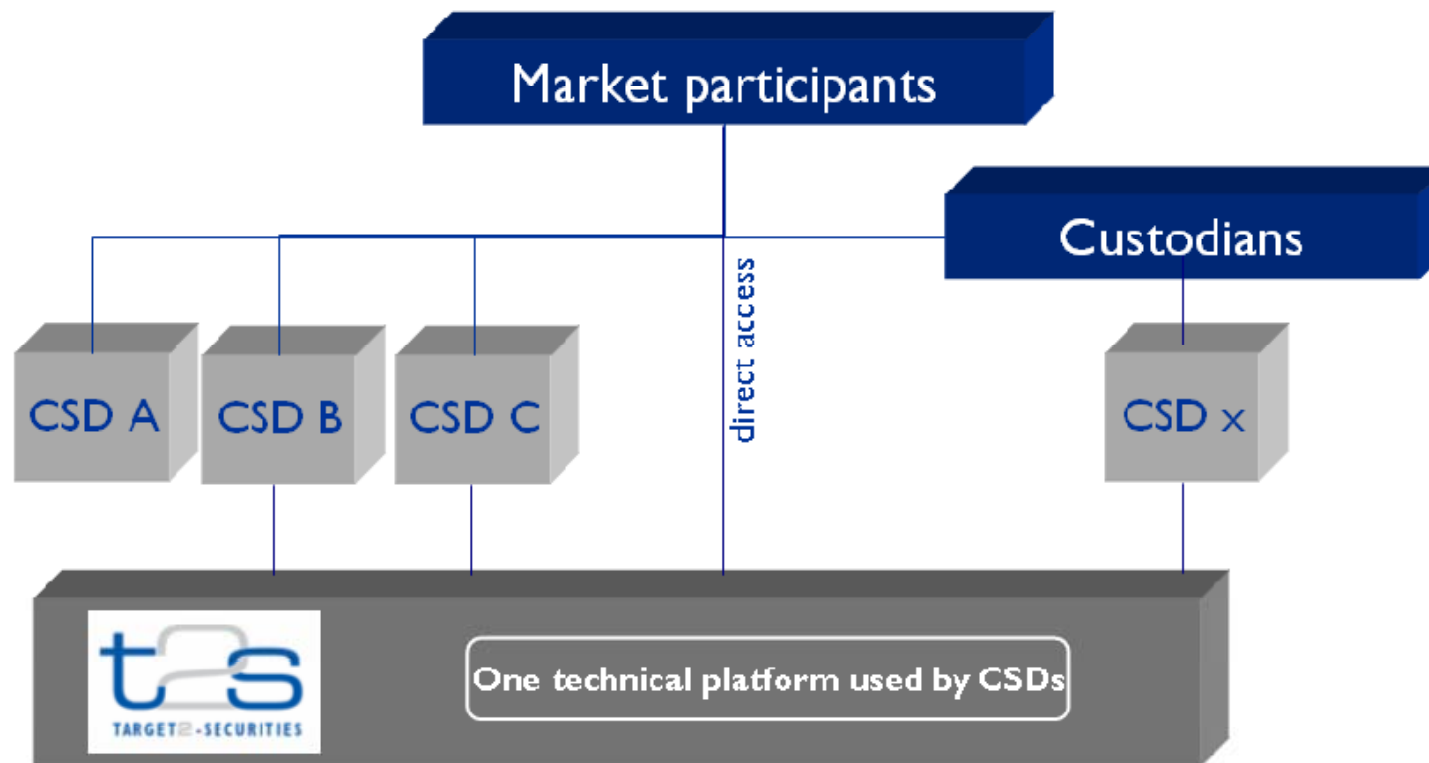 Market participants
Custodians
direct access
CSD A
CSD B
CSD C
CSD x
t2s
TARGET2-SECURITIES
One technical platform used by CSDs